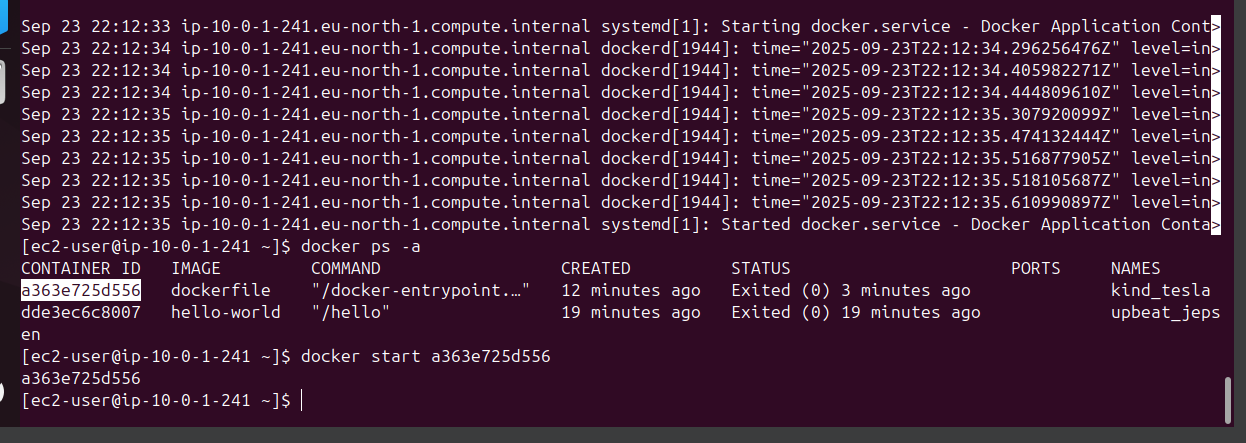 Sep 23 22:12:33 ip-10-0-1-241.eu-north-1.compute.internal systemd[1]: Starting docker.service - Docker Application Cont>
Sep 23 22:12:34 ip-10-0-1-241.eu-north-1.compute.internal dockerd[1944]: time="2025-09-23T22:12:34.296256476Z" level=in>
Sep 23 22:12:34 ip-10-0-1-241.eu-north-1.compute.internal dockerd[1944]: time="2025-09-23T22:12:34.405982271Z" level=in>
Sep 23 22:12:34 ip-10-0-1-241.eu-north-1.compute.internal dockerd[1944]: time="2025-09-23T22:12:34.444809610Z" level=in>
Sep 23 22:12:35 ip-10-0-1-241.eu-north-1.compute.internal dockerd[1944]: time="2025-09-23T22:12:35.307920099Z" level=in>
Sep 23 22:12:35 ip-10-0-1-241.eu-north-1.compute.internal dockerd[1944]: time="2025-09-23T22:12:35.474132444Z" level=in>
Sep 23 22:12:35 ip-10-0-1-241.eu-north-1.compute.internal dockerd[1944]: time="2025-09-23T22:12:35.516877905Z" level=in>
Sep 23 22:12:35 ip-10-0-1-241.eu-north-1.compute.internal dockerd[1944]: time="2025-09-23T22:12:35.518105687Z" level=in>
Sep 23 22:12:35 ip-10-0-1-241.eu-north-1.compute.internal dockerd[1944]: time="2025-09-23T22:12:35.610990897Z" level=in>
Sep 23 22:12:35 ip-10-0-1-241.eu-north-1.compute.internal systemd[1]: Started docker.service - Docker Application Conta>
[ec2-user@ip-10-0-1-241 ~]$ docker ps -a
CONTAINER ID   IMAGE         COMMAND                  CREATED          STATUS                      PORTS     NAMES
a363e725d556   dockerfile    "/docker-entrypoint.…"   12 minutes ago   Exited (0) 3 minutes ago              kind_tesla
dde3ec6c8007   hello-world   "/hello"                 19 minutes ago   Exited (0) 19 minutes ago             upbeat_jeps
en
[ec2-user@ip-10-0-1-241 ~]$ docker start a363e725d556
a363e725d556
[ec2-user@ip-10-0-1-241 ~]$